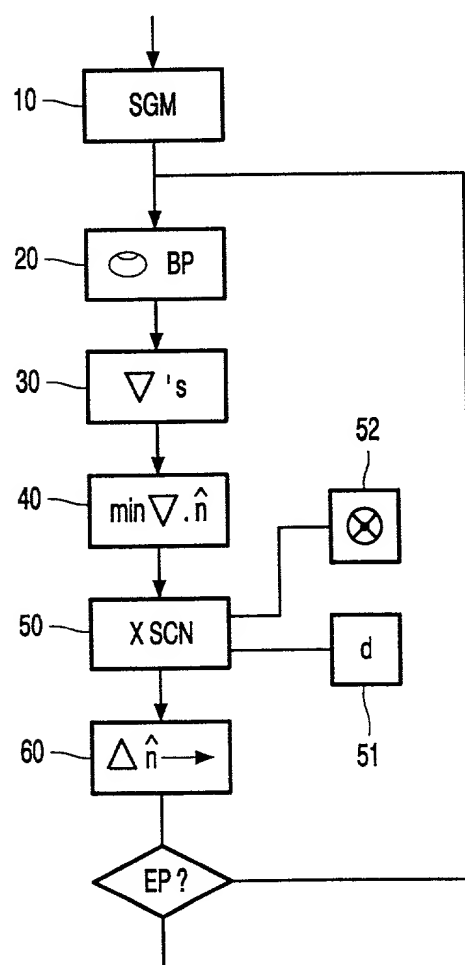 10
SGM
20
BP
30
▽ 's
40
min ▽ . n̂
52
50
X SCN
d
51
60
△ n̂ →
EP ?